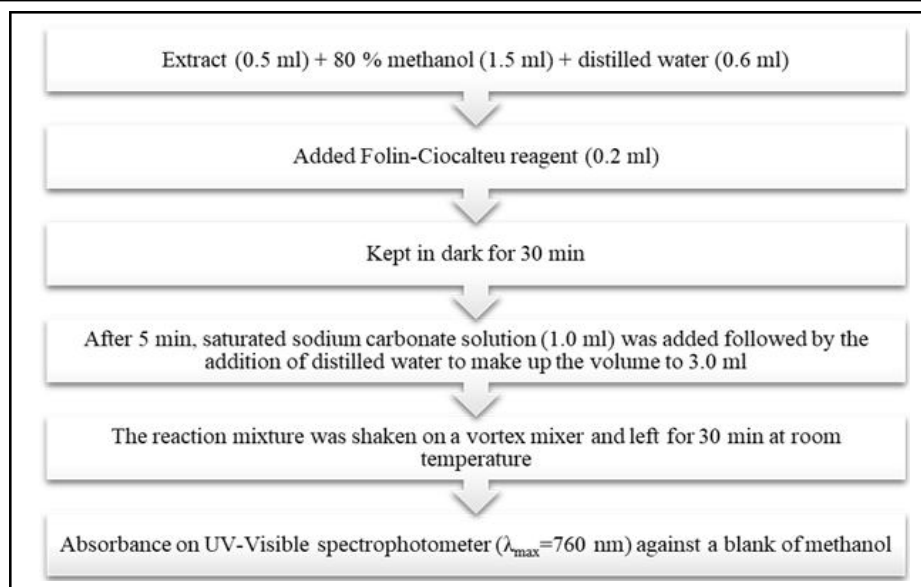 Extract (0.5 ml) + 80 % methanol (1.5 ml) + distilled water (0.6 ml)
Added Folin-Ciocalteu reagent (0.2 ml)
Kept in dark for 30 min
After 5 min, saturated sodium carbonate solution (1.0 ml) was added followed by the
addition of distilled water to make up the volume to 3.0 ml
The reaction mixture was shaken on a vortex mixer and left for 30 min at room
temperature
Absorbance on UV-Visible spectrophotometer (λmax=760 nm) against a blank of methanol